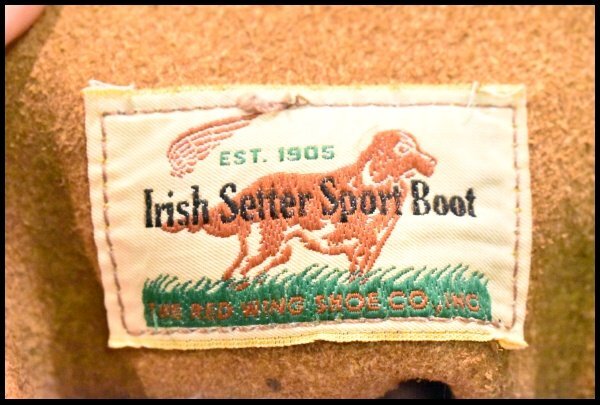 EST. 1905
Irish Setter Sport Boot
THE RED WING SHOE CO., INC